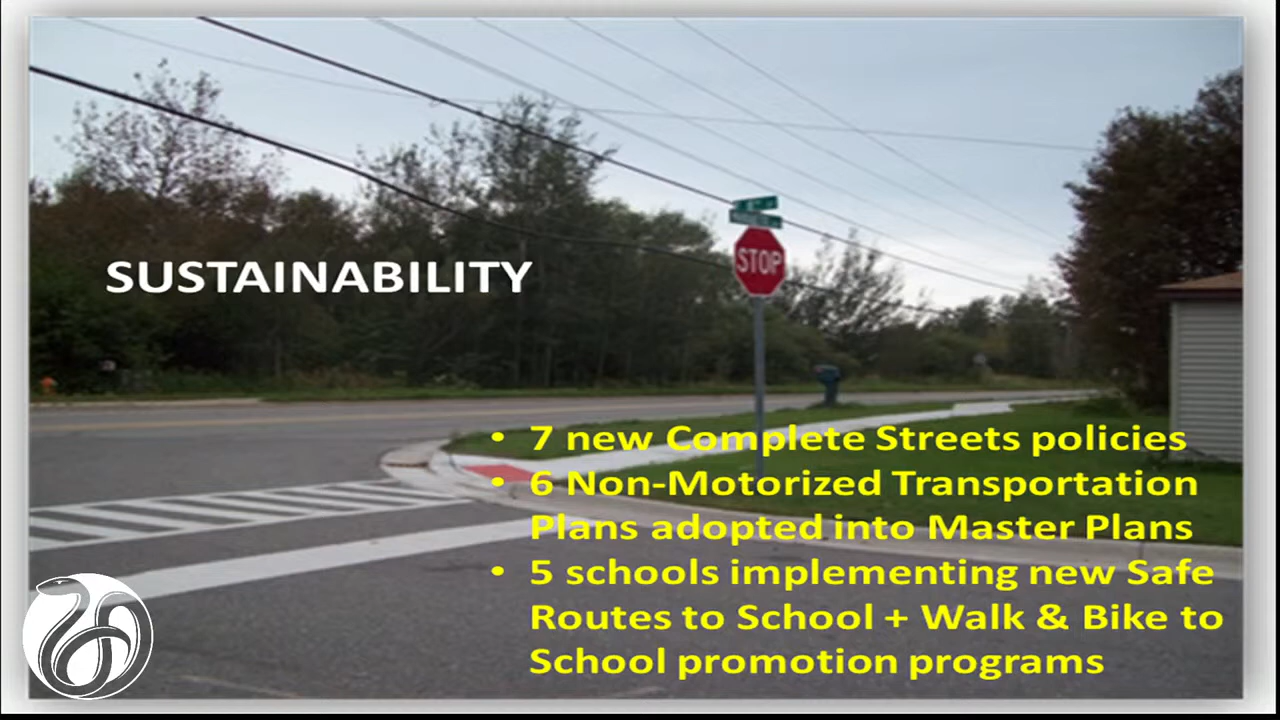 STOP
SUSTAINABILITY
• 7 new Complete Streets policies
• 6 Non-Motorized Transportation
Plans adopted into Master Plans
• 5 schools implementing new Safe
Routes to School + Walk & Bike to
School promotion programs